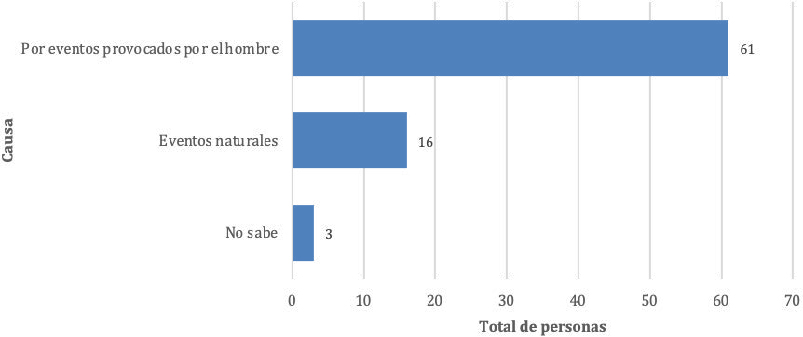 Por eventos provocados por el hombre
61
Eventos naturales
16
No sabe
3
Causa
0 10 20 30 40 50 60 70
Total de personas